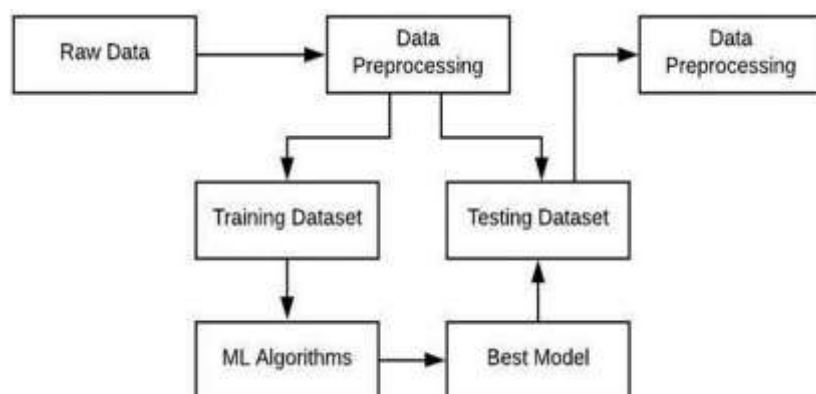 Raw Data
Data
Preprocessing
Data
Preprocessing
Training Dataset
Testing Dataset
ML Algorithms
Best Model